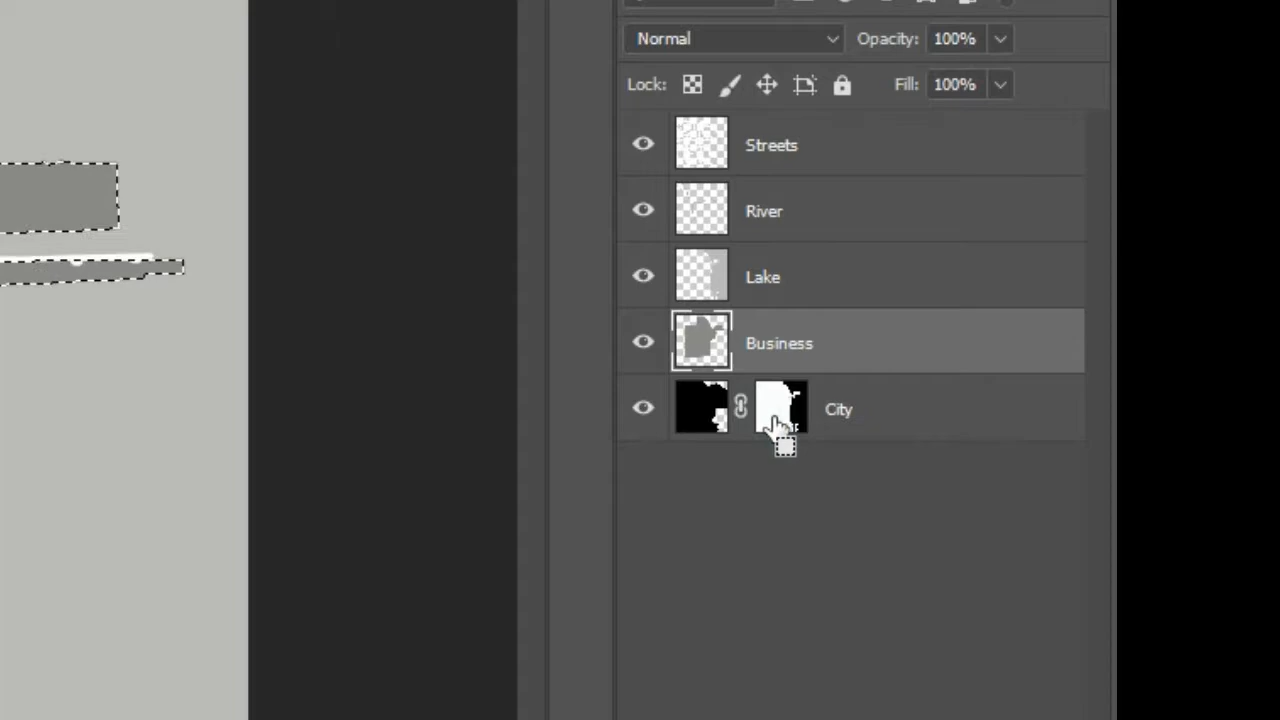 Normal Opacity: 100%
Lock: Fill: 100%
Streets
River
Lake
Business
City